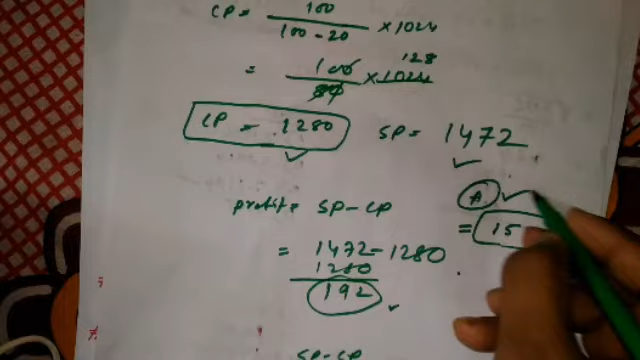 CP = 100 / 100 - 20 × 1024
128
= 100 / 80 × 1024
CP = 1280 SP = 1472
A
profit = SP - CP = 15
= 1472 - 1280
1280
192
SP - CP